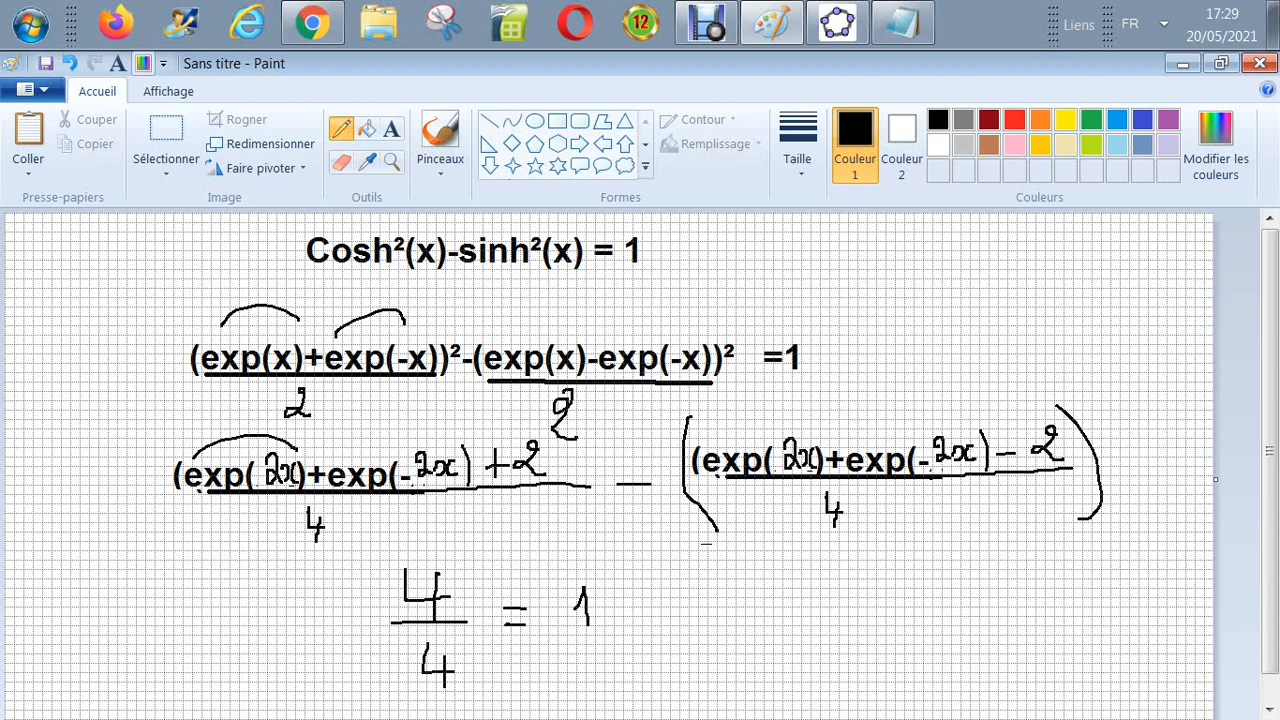 12
Liens
FR
17:29
20/05/2021
Sans titre - Paint
Accueil
Affichage
Coller
Couper
Copier
Presse-papiers
Sélectionner
Rogner
Redimensionner
Faire pivoter
Image
A
Outils
Pinceaux
Contour
Remplissage
Formes
Taille
Couleur 1
Couleur 2
Modifier les couleurs
Couleurs
Cosh²(x)-sinh²(x) = 1
(exp(x)+exp(-x))²-(exp(x)-exp(-x))² =1
2 2
(exp(2x)+exp(-2x)+2 — ((exp(2x)+exp(-2x)-2)
4 4
4 = 1
4